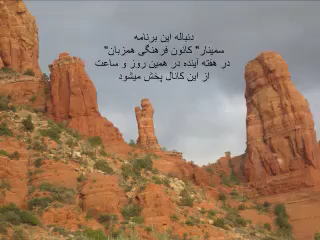 دنباله این برنامه
سمینار" کانون فرهنگی همزبان"
در هفته آینده در همین روز و ساعت
از این کانال پخش میشود